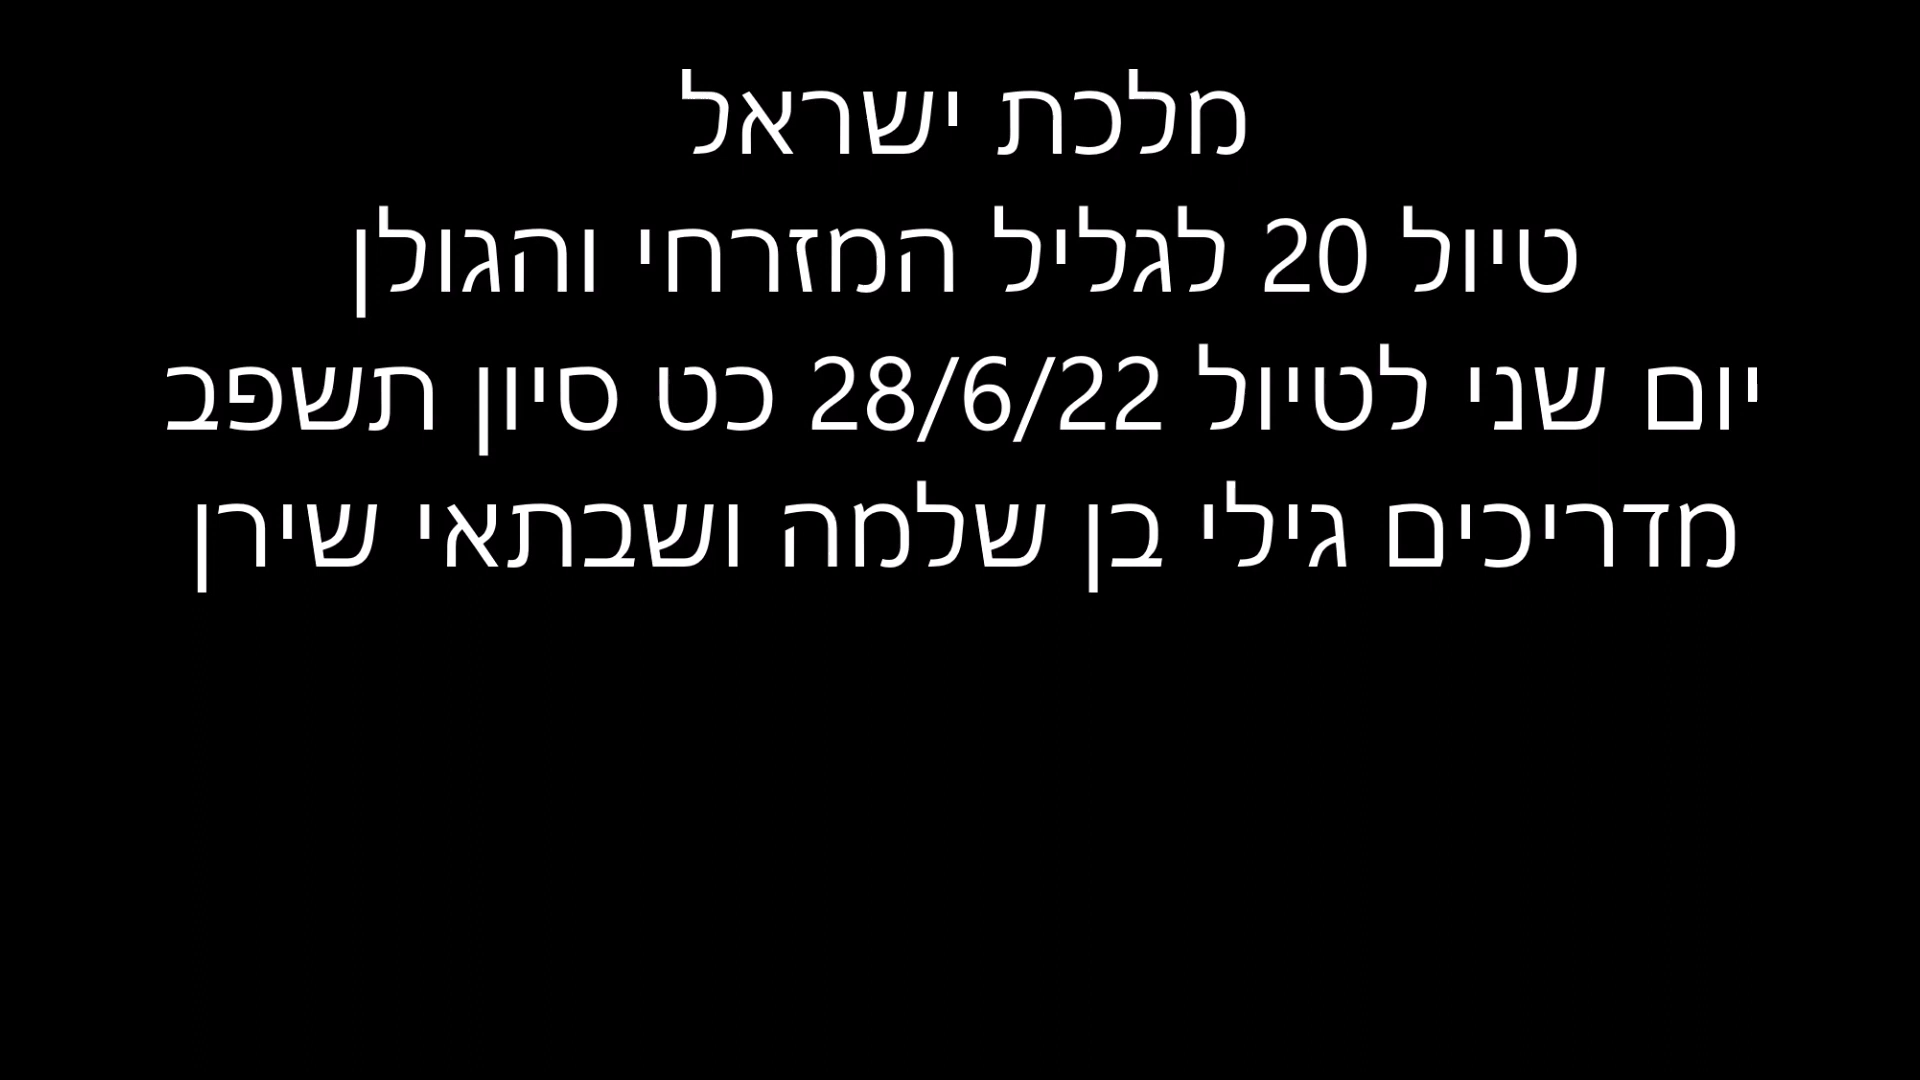 מלכת ישראל
טיול 20 לגליל המזרחי והגולן
יום שני לטיול 28/6/22 כט סיון תשפב
מדריכים גילי בן שלמה ושבתאי שירן